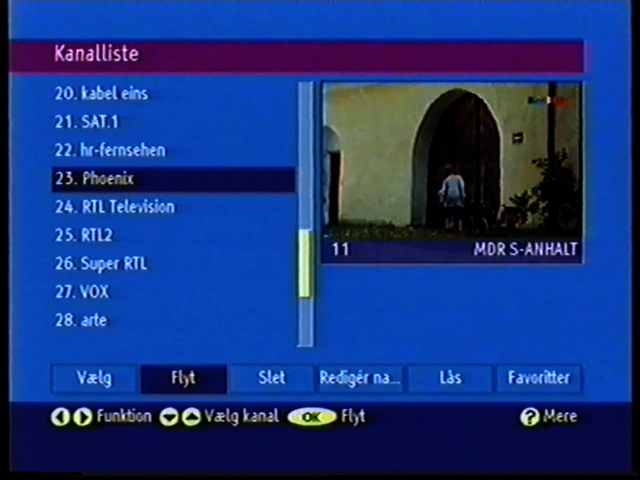 Kanalliste
20. kabel eins
21. SAT.1
22. hr-fernsehen
23. Phoenix
24. RTL Television
25. RTL2
26. Super RTL
27. VOX
28. arte
11 MDR S-ANHALT
Vælg Flyt Slet Redigér na... Lås Favoritter
Funktion Vælg kanal OK Flyt ? Mere